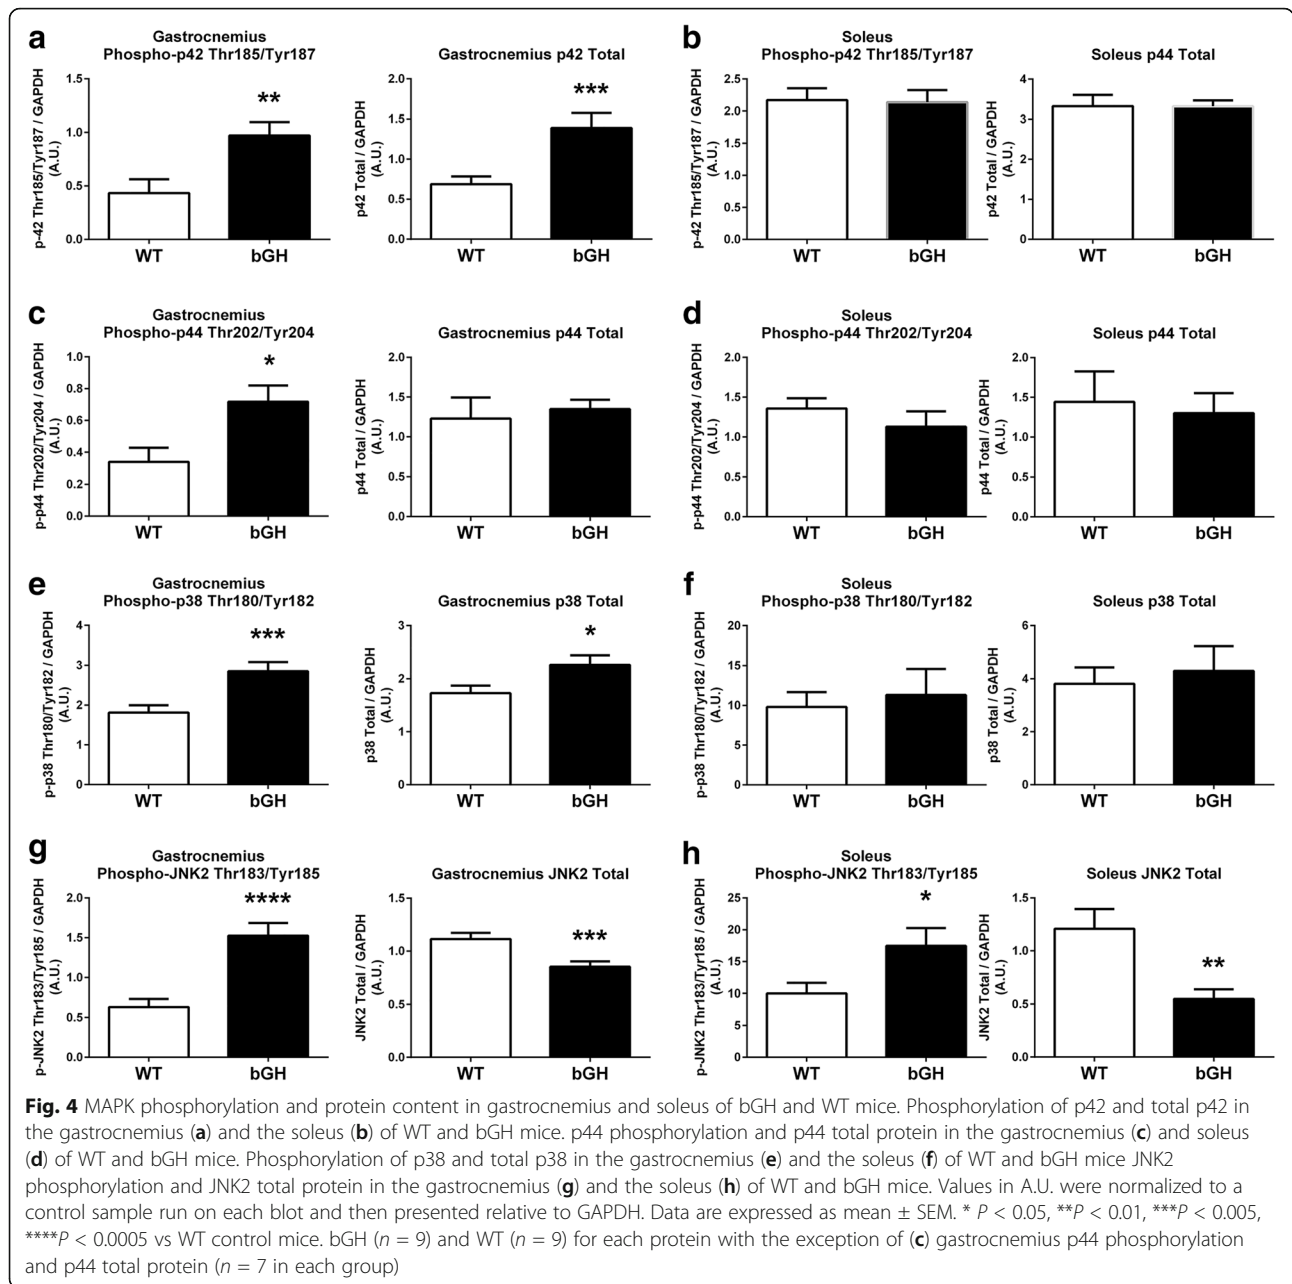 a
Gastrocnemius
Phospho-p42 Thr185/Tyr187
p-42 Thr185/Tyr187 / GAPDH
(A.U.)
1.5
1.0
0.5
0.0
**
WT
bGH
Gastrocnemius p42 Total
p42 Total / GAPDH
(A.U.)
2.0
1.5
1.0
0.5
0.0
***
WT
bGH
b
Soleus
Phospho-p42 Thr185/Tyr187
p-42 Thr185/Tyr187 / GAPDH
(A.U.)
2.5
2.0
1.5
1.0
0.5
0.0
WT
bGH
Soleus p44 Total
p42 Total / GAPDH
(A.U.)
4
3
2
1
0
WT
bGH
c
Gastrocnemius
Phospho-p44 Thr202/Tyr204
p-p44 Thr202/Tyr204 / GAPDH
(A.U.)
1.0
0.8
0.6
0.4
0.2
0.0
*
WT
bGH
Gastrocnemius p44 Total
p44 Total / GAPDH
(A.U.)
2.0
1.5
1.0
0.5
0.0
WT
bGH
d
Soleus
Phospho-p44 Thr202/Tyr204
p-p44 Thr202/Tyr204 / GAPDH
(A.U.)
2.0
1.5
1.0
0.5
0.0
WT
bGH
Soleus p44 Total
p44 Total / GAPDH
(A.U.)
2.0
1.5
1.0
0.5
0.0
WT
bGH
e
Gastrocnemius
Phospho-p38 Thr180/Tyr182
p-p38 Thr180/Tyr182 / GAPDH
(A.U.)
4
3
2
1
0
***
WT
bGH
Gastrocnemius p38 Total
p38 Total / GAPDH
(A.U.)
3
2
1
0
*
WT
bGH
f
Soleus
Phospho-p38 Thr180/Tyr182
p-p38 Thr180/Tyr182 / GAPDH
(A.U.)
20
15
10
5
0
WT
bGH
Soleus p38 Total
p38 Total / GAPDH
(A.U.)
6
4
2
0
WT
bGH
g
Gastrocnemius
Phospho-JNK2 Thr183/Tyr185
p-JNK2 Thr183/Tyr185 / GAPDH
(A.U.)
2.0
1.5
1.0
0.5
0.0
****
WT
bGH
Gastrocnemius JNK2 Total
JNK2 Total / GAPDH
(A.U.)
1.5
1.0
0.5
0.0
***
WT
bGH
h
Soleus
Phospho-JNK2 Thr183/Tyr185
p-JNK2 Thr183/Tyr185 / GAPDH
(A.U.)
25
20
15
10
5
0
*
WT
bGH
Soleus JNK2 Total
JNK2 Total / GAPDH
(A.U.)
1.5
1.0
0.5
0.0
**
WT
bGH
Fig. 4 MAPK phosphorylation and protein content in gastrocnemius and soleus of bGH and WT mice. Phosphorylation of p42 and total p42 in
the gastrocnemius (a) and the soleus (b) of WT and bGH mice. p44 phosphorylation and p44 total protein in the gastrocnemius (c) and soleus
(d) of WT and bGH mice. Phosphorylation of p38 and total p38 in the gastrocnemius (e) and the soleus (f) of WT and bGH mice JNK2
phosphorylation and JNK2 total protein in the gastrocnemius (g) and the soleus (h) of WT and bGH mice. Values in A.U. were normalized to a
control sample run on each blot and then presented relative to GAPDH. Data are expressed as mean ± SEM. * P < 0.05, **P < 0.01, ***P < 0.005,
****P < 0.0005 vs WT control mice. bGH (n = 9) and WT (n = 9) for each protein with the exception of (c) gastrocnemius p44 phosphorylation
and p44 total protein (n = 7 in each group)